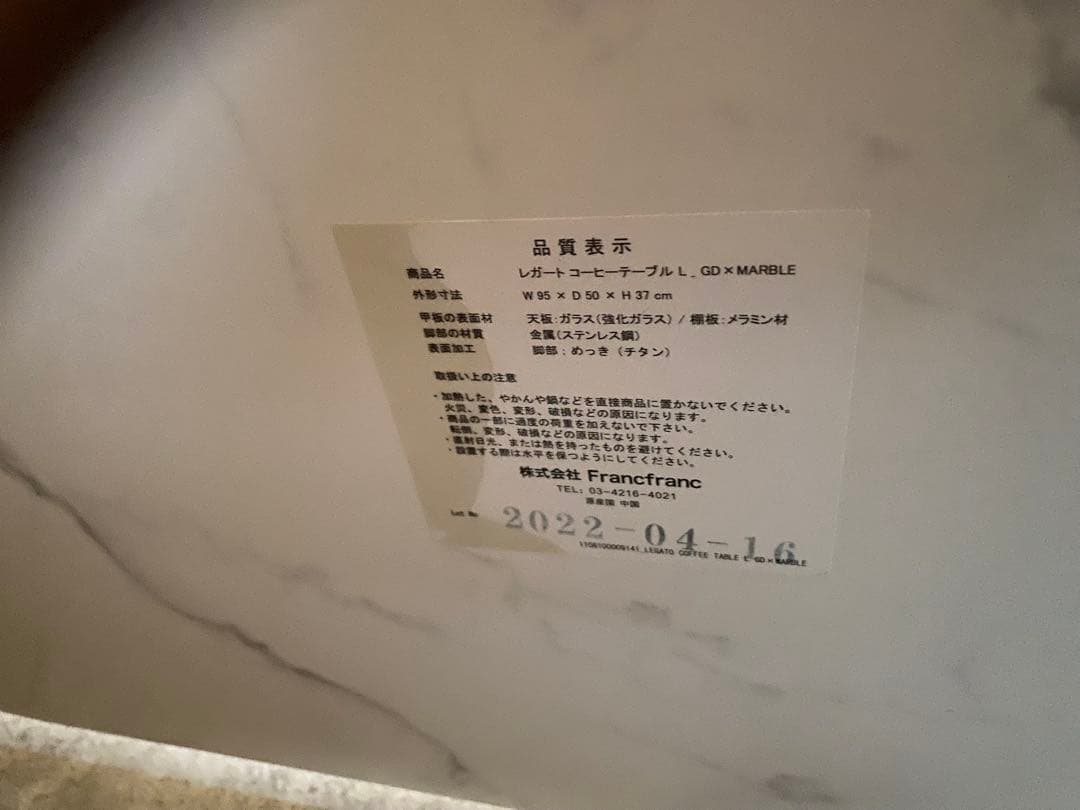 品質表示
商品名 レガート コーヒーテーブル L_GD×MARBLE
外形寸法 W 95 × D 50 × H 37 cm
甲板の表面材 天板:ガラス(強化ガラス) / 棚板:メラミン材
脚部の材質 金属(ステンレス鋼)
表面加工 脚部:めっき(チタン)
取扱い上の注意
・加熱した、やかんや鍋などを直接商品に置かないでください。
火災、変色、変形、破損などの原因になります。
・商品の一部に過度の荷重を加えないで下さい。
転倒、変形、破損などの原因になります。
・直射日光、または熱を持ったものを避けてください。
・設置する際は水平を保つようにしてください。
株式会社 Francfranc
TEL: 03-4216-4021
原産国 中国
Lot No 2022-04-16
LEGATO COFFEE TABLE L GD×MARBLE